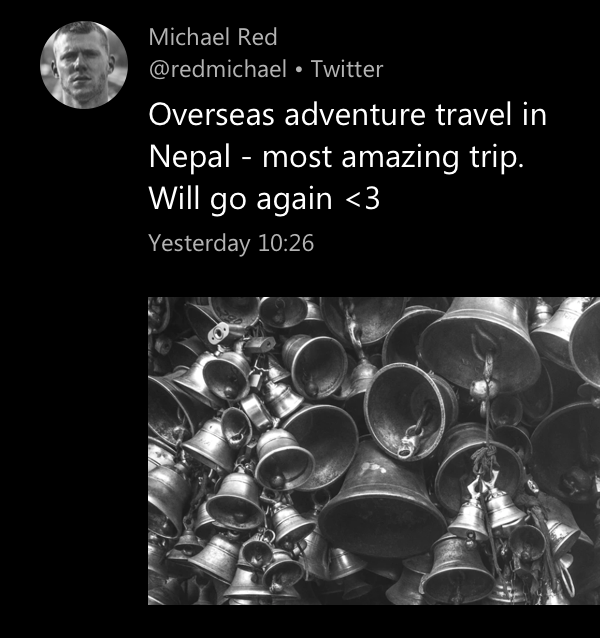 Michael Red
@redmichael • Twitter
Overseas adventure travel in
Nepal - most amazing trip.
Will go again <3
Yesterday 10:26